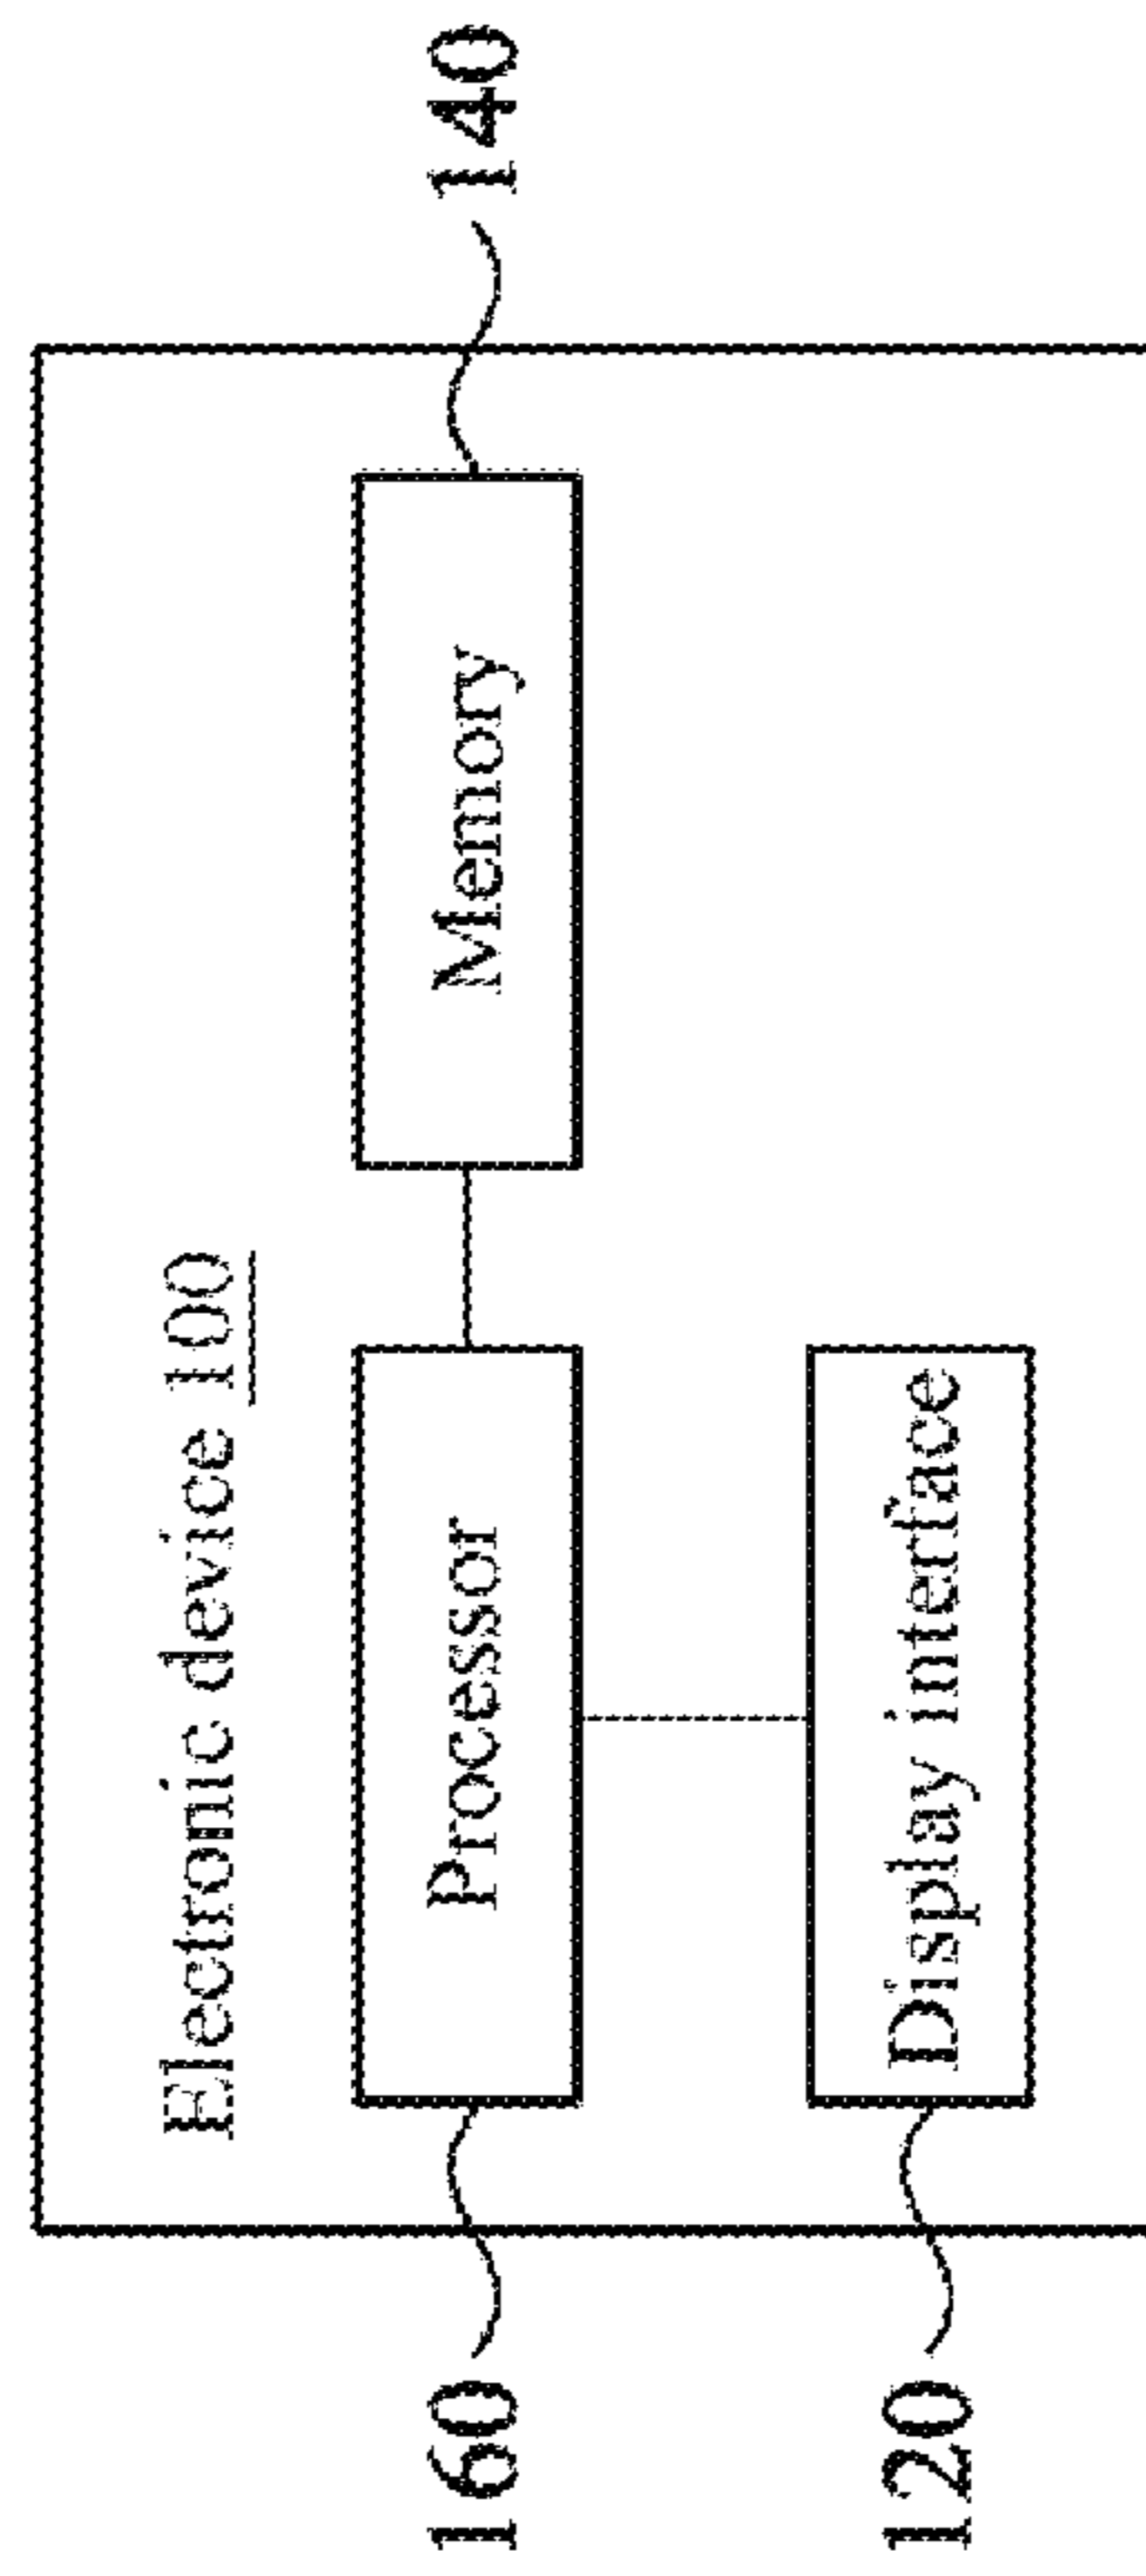 Electronic device 100
160
Processor
Memory
140
120
Display interface